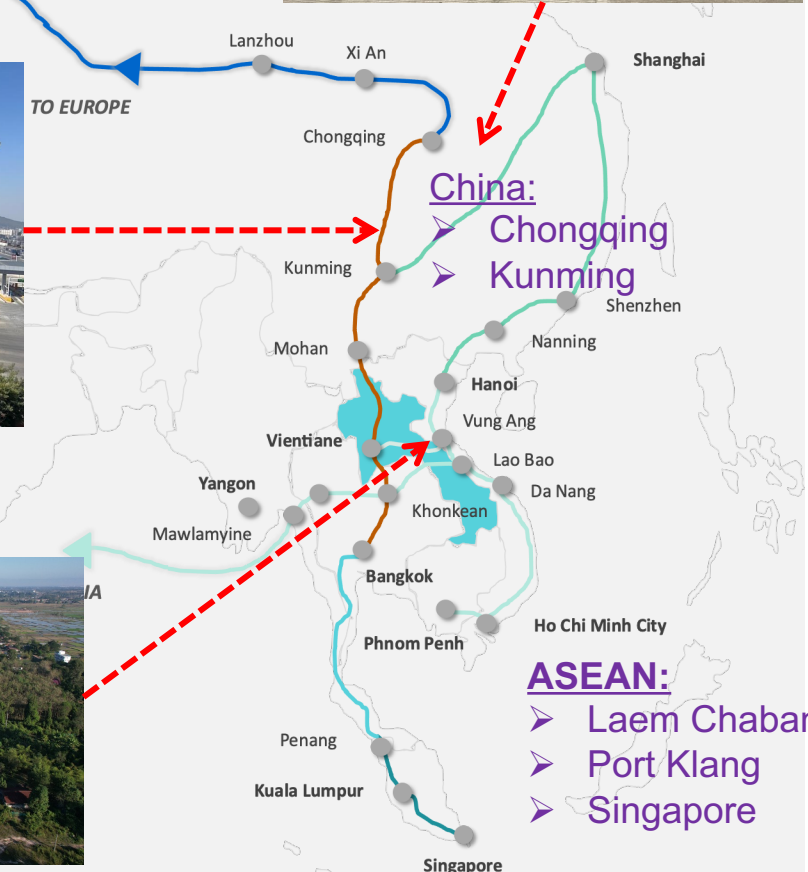 Lanzhou
Xi An
Shanghai
TO EUROPE
Chongqing
China:
➢ Chongqing
➢ Kunming
Kunming
Shenzhen
Nanning
Mohan
Hanoi
Vung Ang
Vientiane
Lao Bao
Yangon
Da Nang
Khonkean
Mawlamyine
Bangkok
IA
Ho Chi Minh City
Phnom Penh
ASEAN:
➢ Laem Chabar
➢ Port Klang
➢ Singapore
Penang
Kuala Lumpur
Singapore